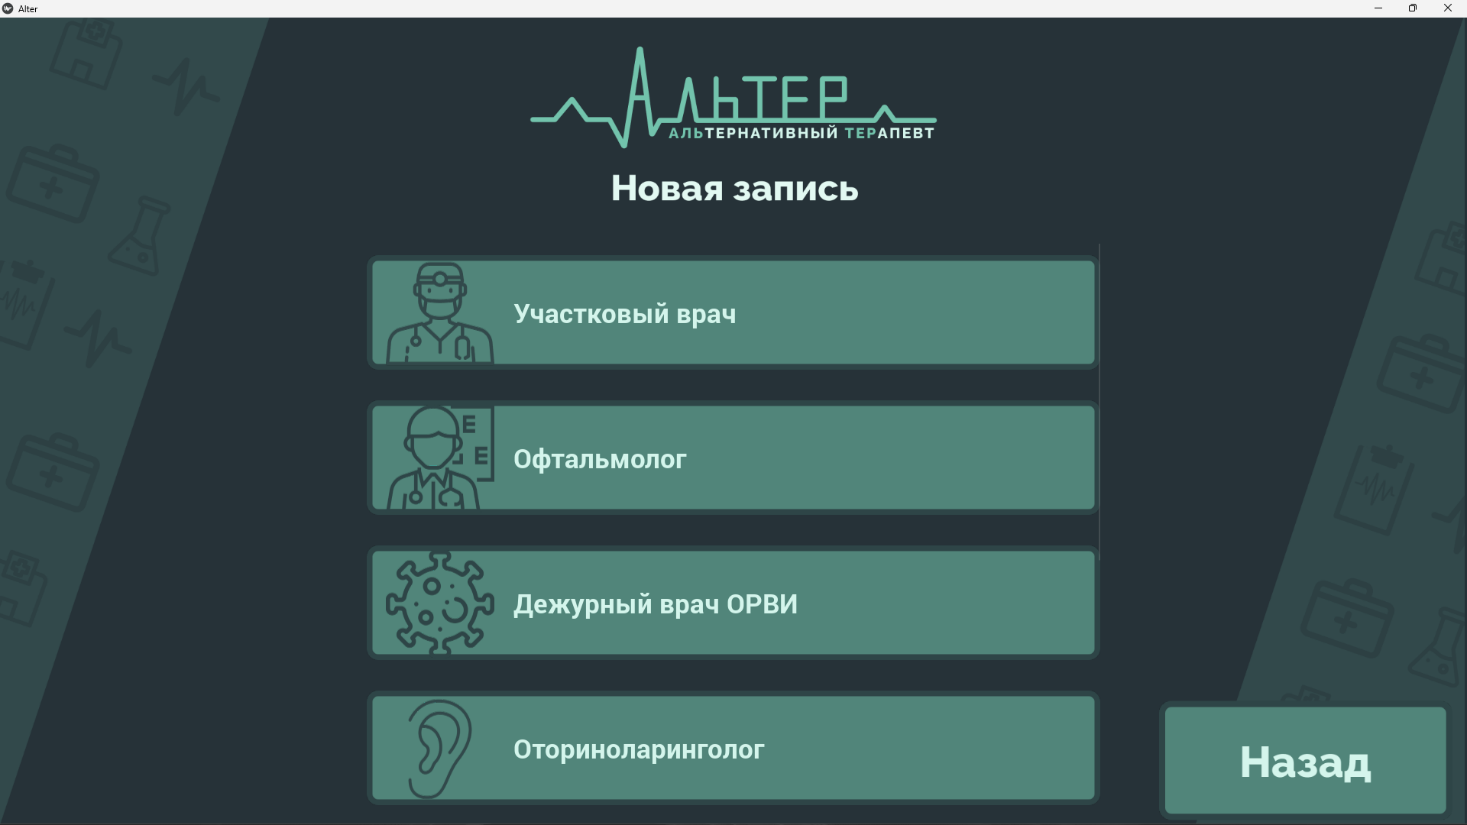 Alter
АЛЬТЕР
АЛЬТЕРНАТИВНЫЙ ТЕРАПЕВТ
Новая запись
Участковый врач
E
E
Офтальмолог
Дежурный врач ОРВИ
Оториноларинголог
Назад